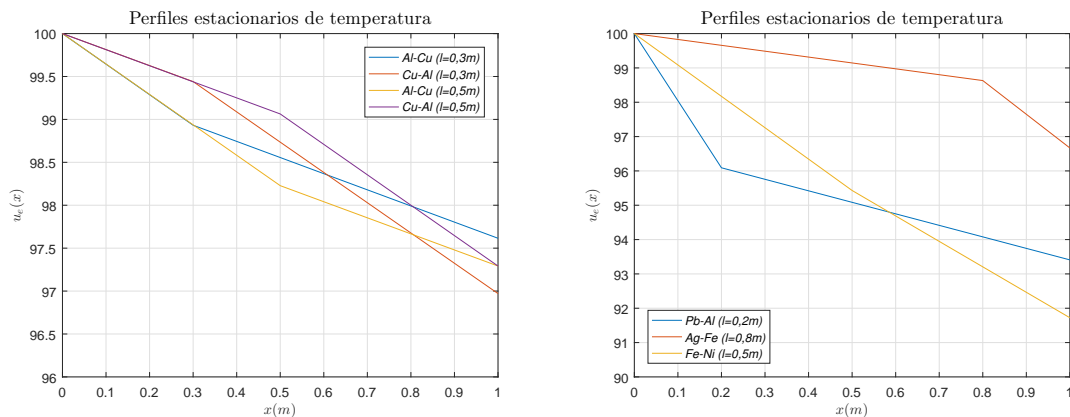 Perfiles estacionarios de temperatura
100
99.5
99
98.5
98
97.5
97
96.5
96
u_e(x)
Al-Cu (l=0,3m)
Cu-Al (l=0,3m)
Al-Cu (l=0,5m)
Cu-Al (l=0,5m)
0 0.1 0.2 0.3 0.4 0.5 0.6 0.7 0.8 0.9 1
x(m)
Perfiles estacionarios de temperatura
100
99
98
97
96
95
94
93
92
91
90
u_e(x)
Pb-Al (l=0,2m)
Ag-Fe (l=0,8m)
Fe-Ni (l=0,5m)
0 0.1 0.2 0.3 0.4 0.5 0.6 0.7 0.8 0.9 1
x(m)